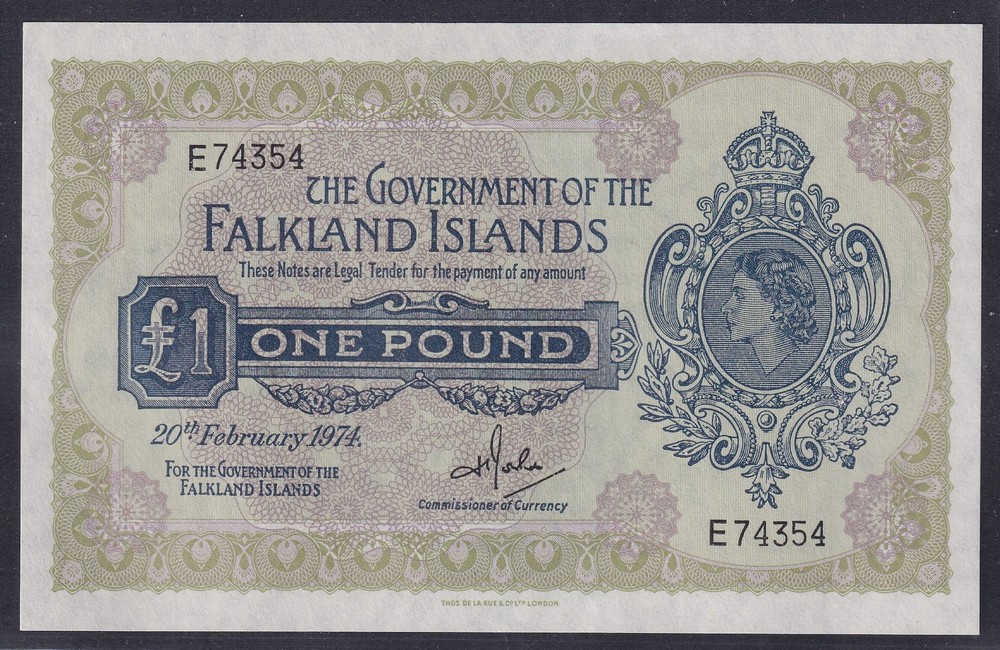 E74354
THE GOVERNMENT OF THE
FALKLAND ISLANDS
These Notes are Legal Tender for the payment of any amount
£1
ONE POUND
20th February 1974.
FOR THE GOVERNMENT OF THE
FALKLAND ISLANDS
Commissioner of Currency
E74354
THOS. DE LA RUE & Co LTD LONDON